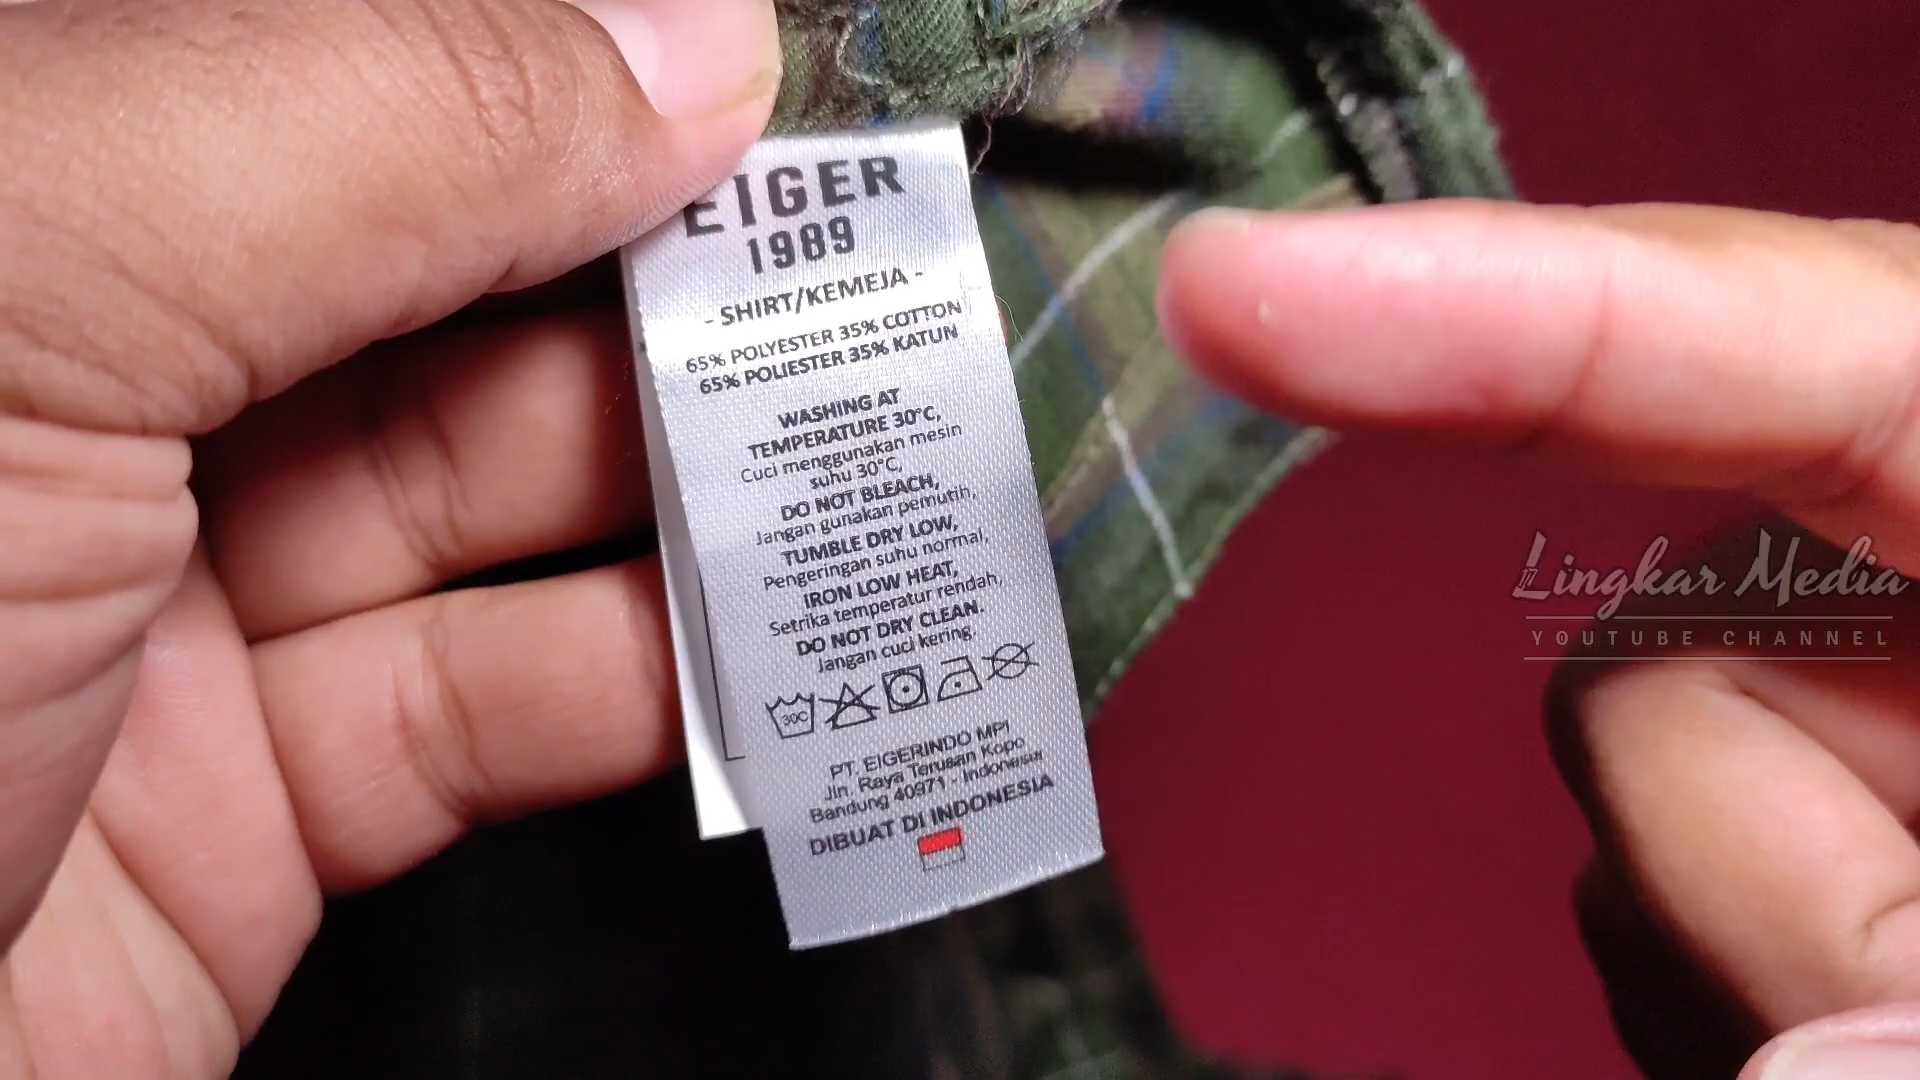 EIGER
1989
- SHIRT/KEMEJA -
65% POLYESTER 35% COTTON
65% POLIESTER 35% KATUN
WASHING AT
TEMPERATURE 30°C,
Cuci menggunakan mesin
suhu 30°C,
DO NOT BLEACH,
Jangan gunakan pemutih,
TUMBLE DRY LOW,
Pengeringan suhu normal,
IRON LOW HEAT,
Setrika temperatur rendah,
DO NOT DRY CLEAN.
Jangan cuci kering.
30C
PT. EIGERINDO MPI
Jln. Raya Terusan Kopo
Bandung 40971 - Indonesia
DIBUAT DI INDONESIA
Lingkar Media
YOUTUBE CHANNEL